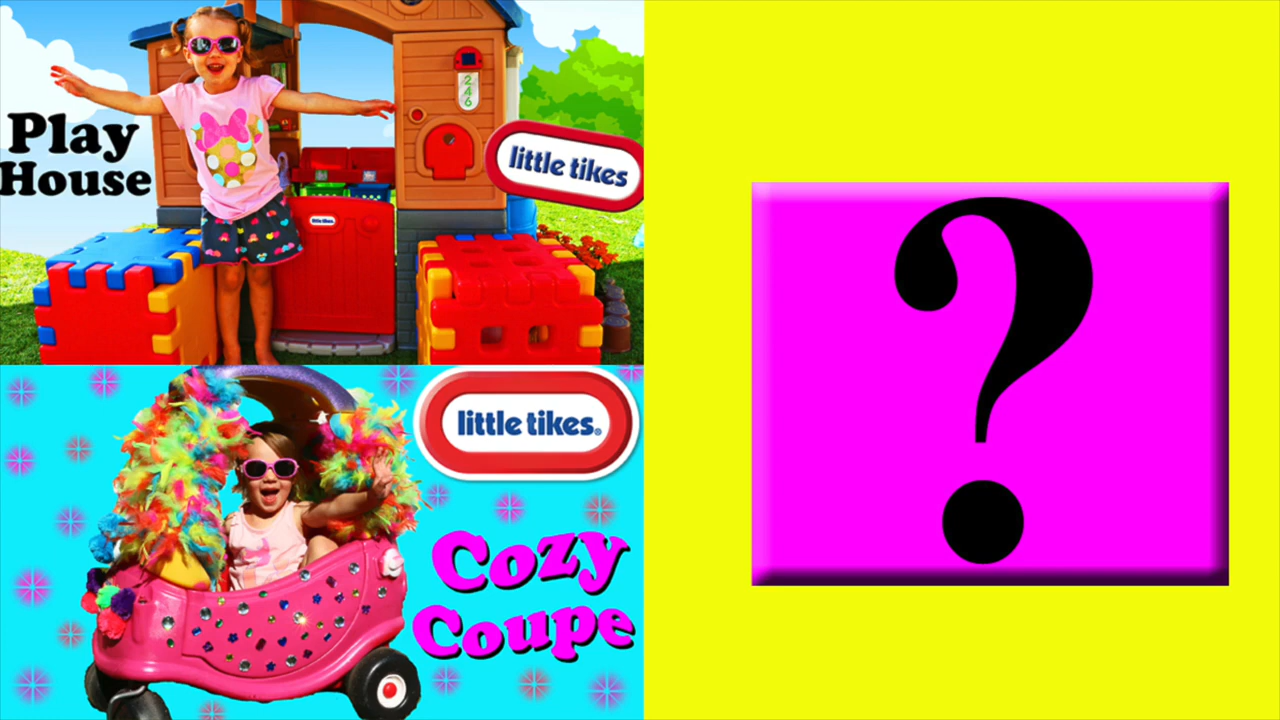 Play
House
246
little tikes
little tikes
little tikes®
Cozy
Coupe
?